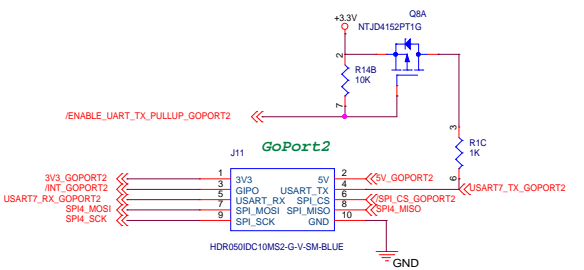 Q8A
NTJD4152PT1G
+3.3V
2
R14B
10K
7
/ENABLE_UART_TX_PULLUP_GOPORT2
3
R1C
1K
6
GoPort2
J11
3V3_GOPORT2 1 3V3 5V 2 5V_GOPORT2
/INT_GOPORT2 3 GIPO USART_TX 4 USART7_TX_GOPORT2
USART7_RX_GOPORT2 5 USART_RX SPI_CS 6 /SPI_CS_GOPORT2
SPI4_MOSI 7 SPI_MOSI SPI_MISO 8 SPI4_MISO
SPI4_SCK 9 SPI_SCK GND 10
HDR050IDC10MS2-G-V-SM-BLUE
GND